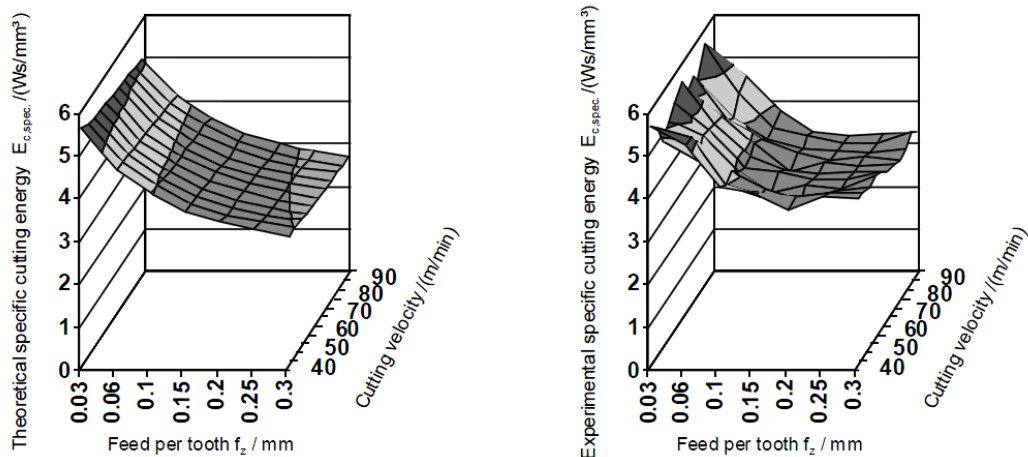 Theoretical specific cutting energy E_c,spec. /(Ws/mm³)
6
5
4
3
2
1
0
0.03 0.06 0.1 0.15 0.2 0.25 0.3
Feed per tooth f_z / mm
40 50 60 70 80 90
Cutting velocity /(m/min)
Experimental specific cutting energy E_c,spec. /(Ws/mm³)
6
5
4
3
2
1
0
0.03 0.06 0.1 0.15 0.2 0.25 0.3
Feed per tooth f_z / mm
40 50 60 70 80 90
Cutting velocity /(m/min)